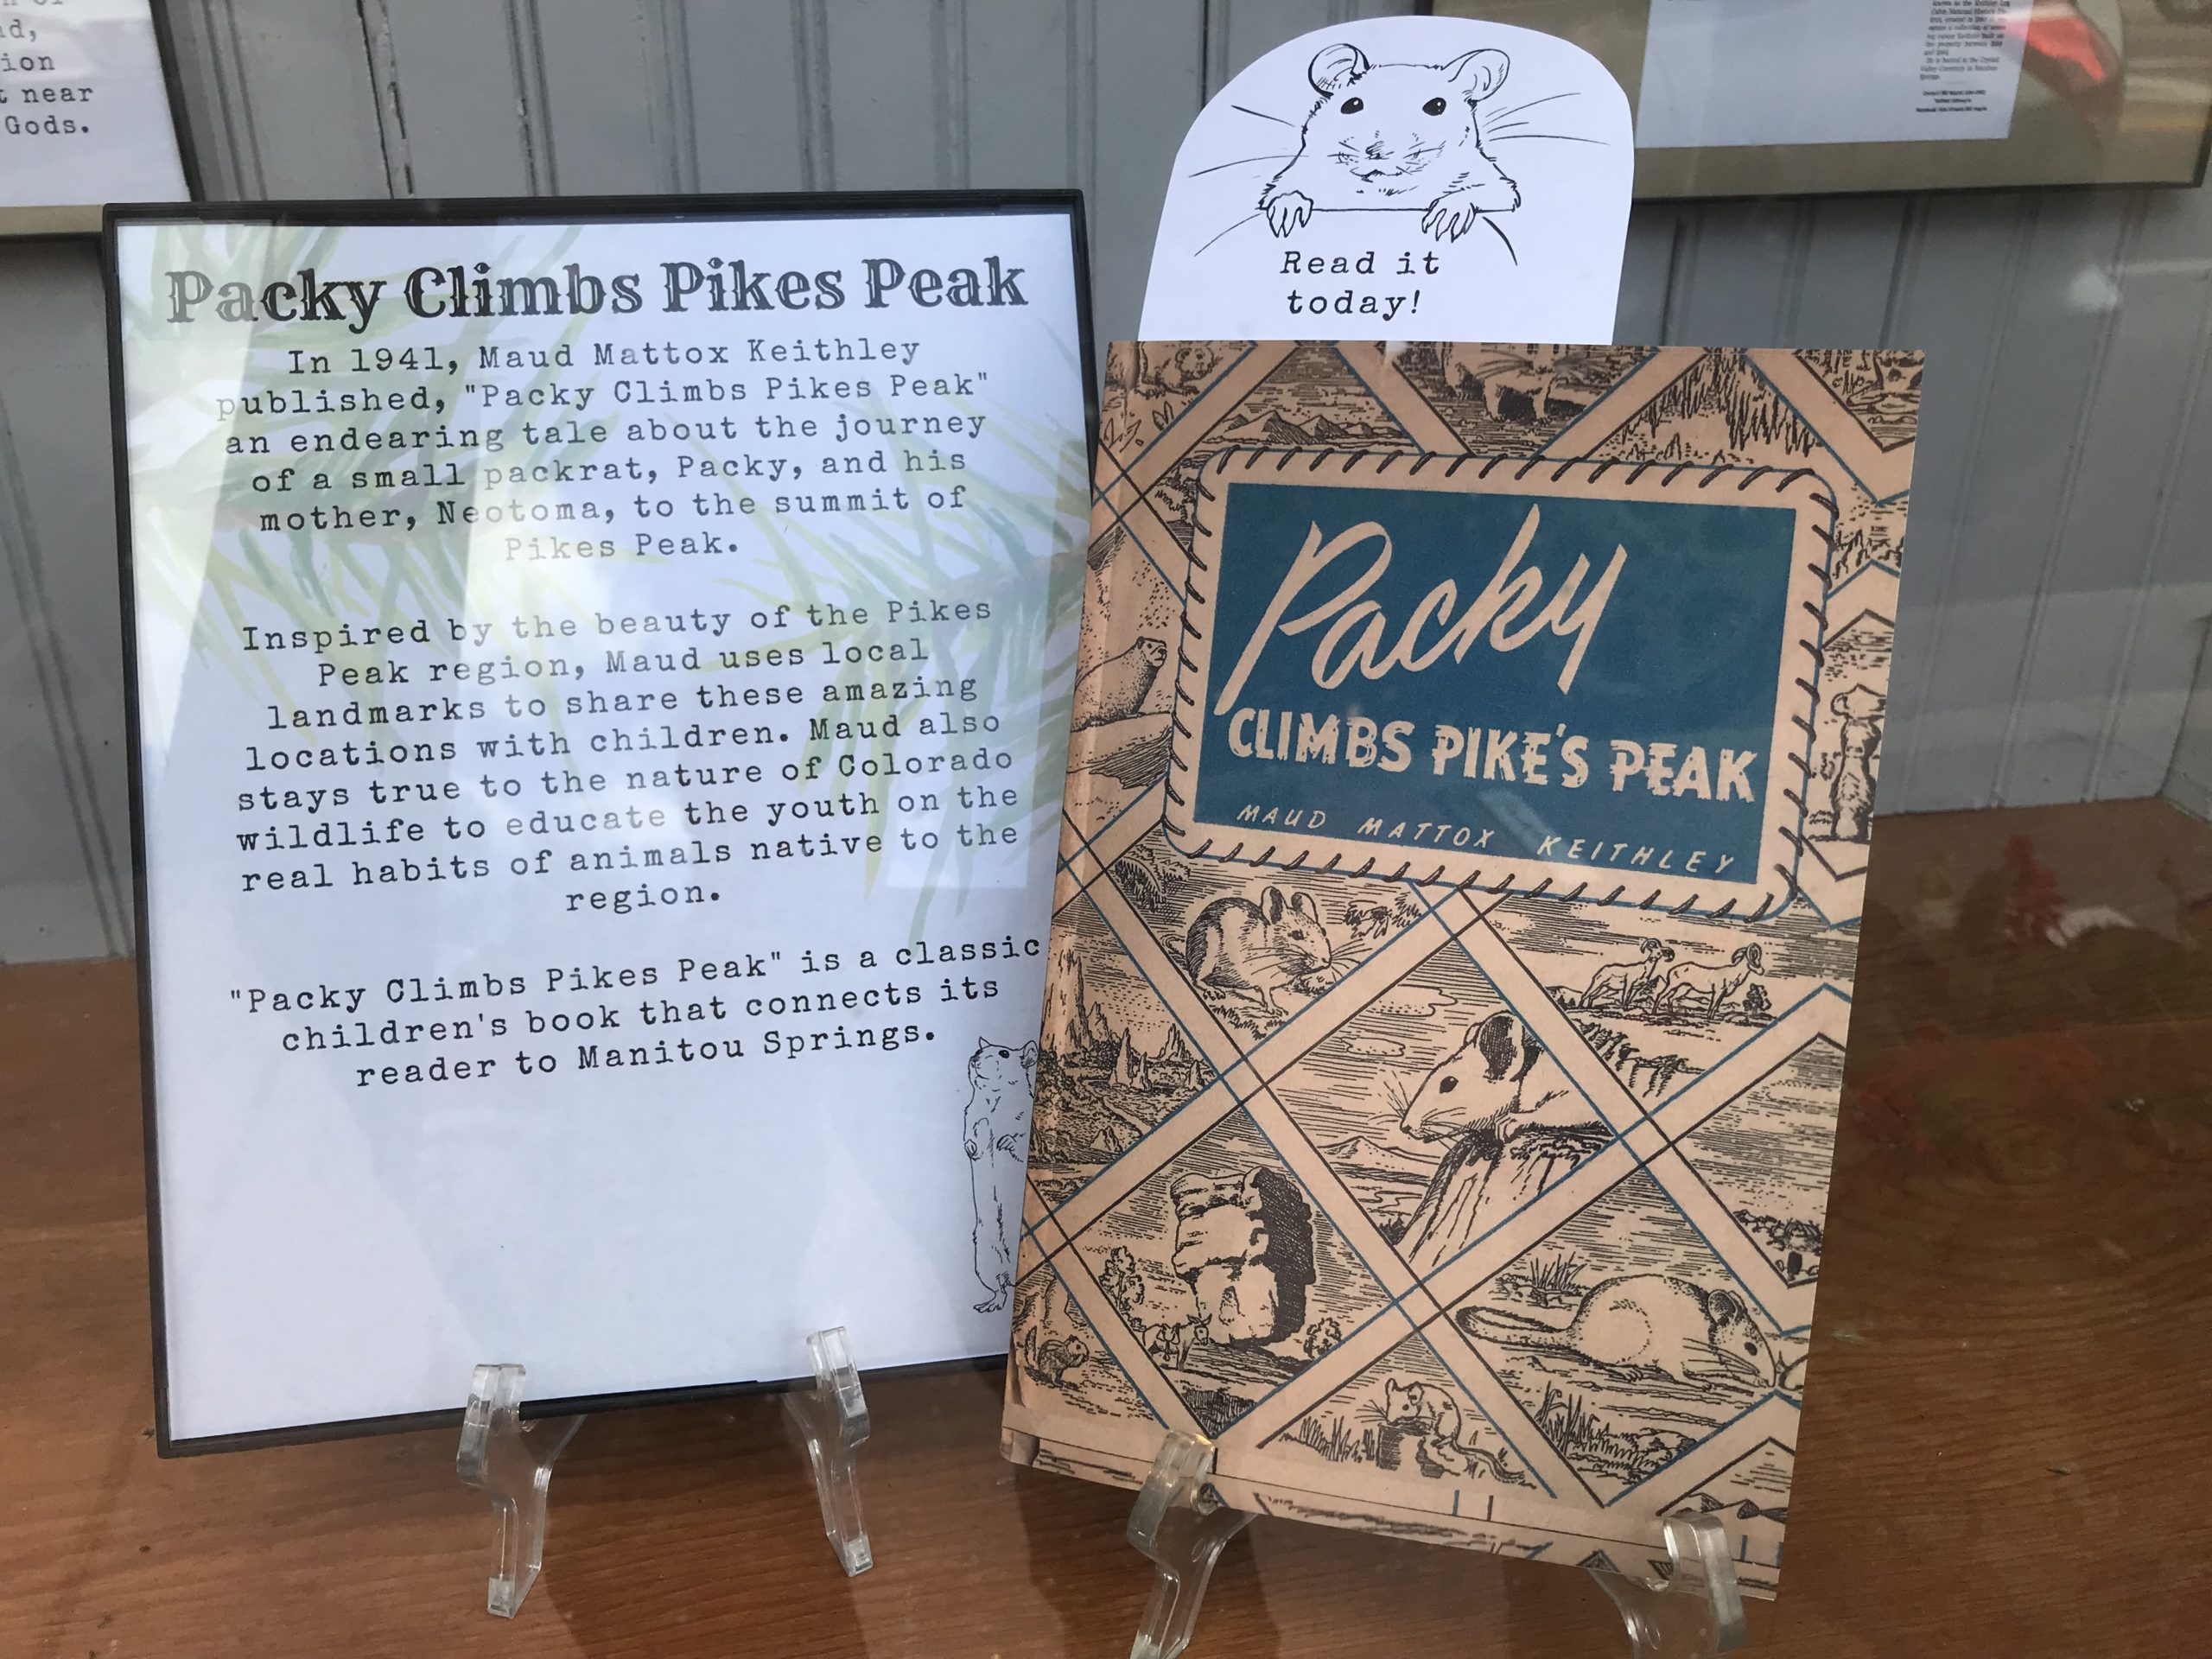 nd,
ion
t near
Gods.
Packy Climbs Pikes Peak
In 1941, Maud Mattox Keithley
published, "Packy Climbs Pikes Peak"
an endearing tale about the journey
of a small packrat, Packy, and his
mother, Neotoma, to the summit of
Pikes Peak.
Inspired by the beauty of the Pikes
Peak region, Maud uses local
landmarks to share these amazing
locations with children. Maud also
stays true to the nature of Colorado
wildlife to educate the youth on the
real habits of animals native to the
region.
"Packy Climbs Pikes Peak" is a classic
children's book that connects its
reader to Manitou Springs.
Read it
today!
Packy
CLIMBS PIKE'S PEAK
MAUD MATTOX KEITHLEY